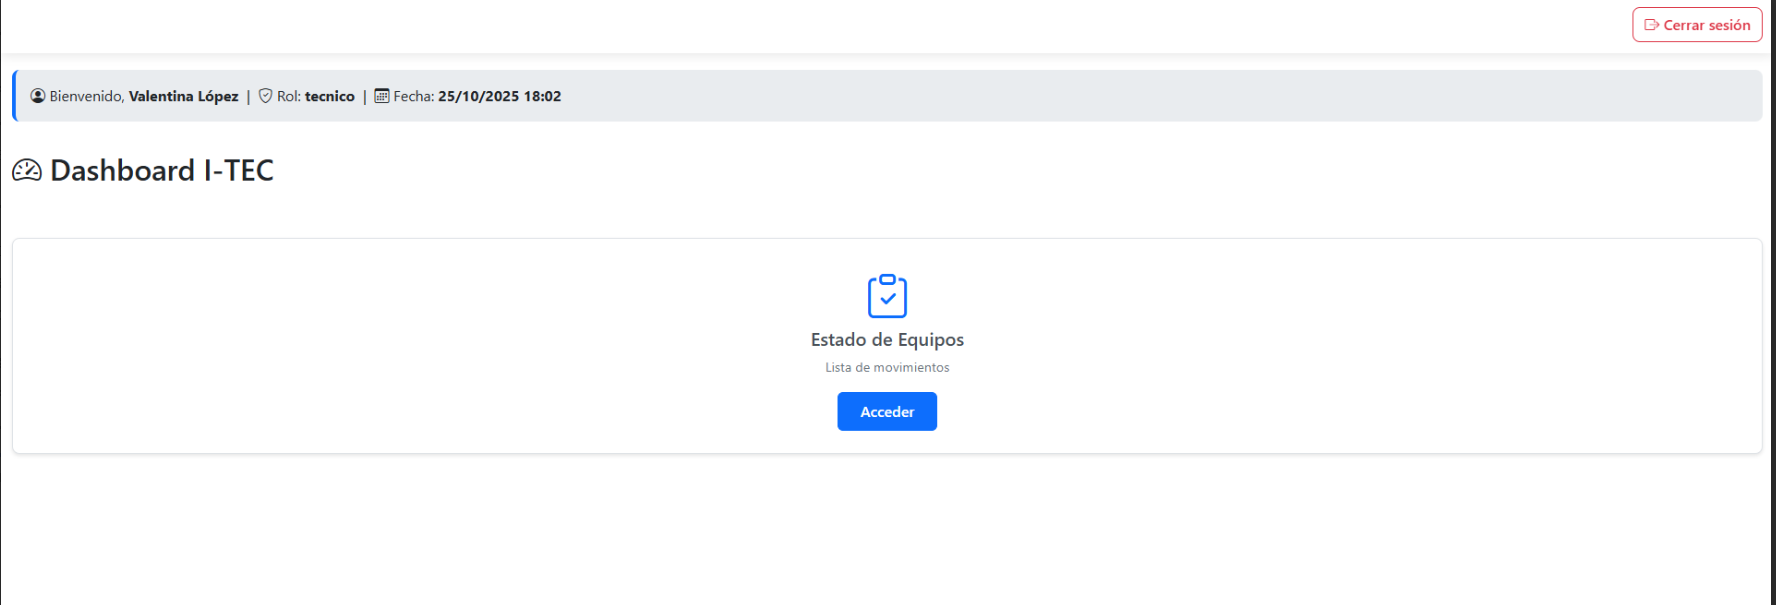 Cerrar sesión
Bienvenido, Valentina López | Rol: tecnico | Fecha: 25/10/2025 18:02
Dashboard I-TEC
Estado de Equipos
Lista de movimientos
Acceder